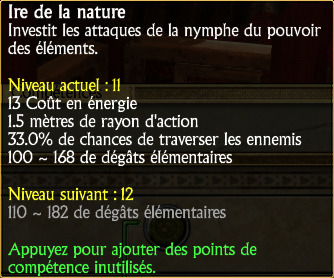 Ire de la nature
Investit les attaques de la nymphe du pouvoir
des éléments.
Niveau actuel : 11
13 Coût en énergie
1.5 mètres de rayon d'action
33.0% de chances de traverser les ennemis
100 ~ 168 de dégâts élémentaires
Niveau suivant : 12
110 ~ 182 de dégâts élémentaires
Appuyez pour ajouter des points de
compétence inutilisés.